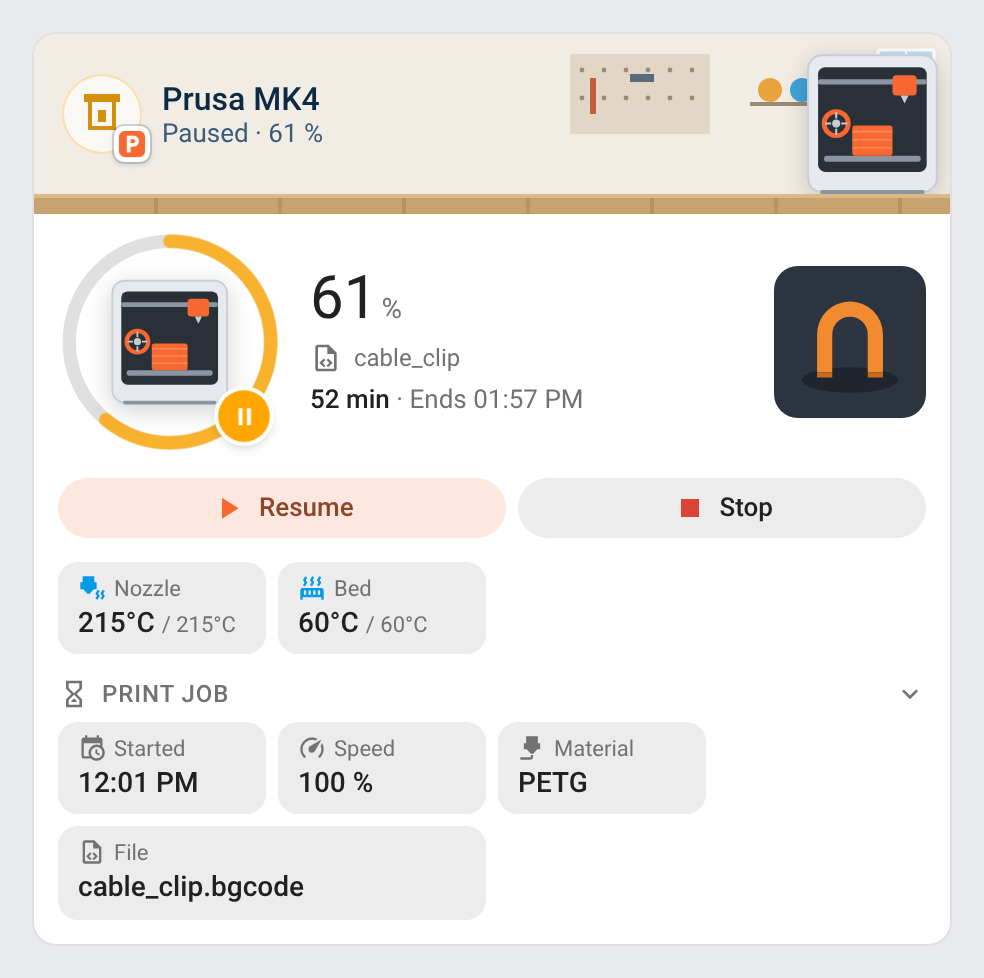 Prusa MK4
Paused · 61 %
P
61 %
cable_clip
52 min · Ends 01:57 PM
Resume
Stop
Nozzle
215°C / 215°C
Bed
60°C / 60°C
PRINT JOB
Started
12:01 PM
Speed
100 %
Material
PETG
File
cable_clip.bgcode